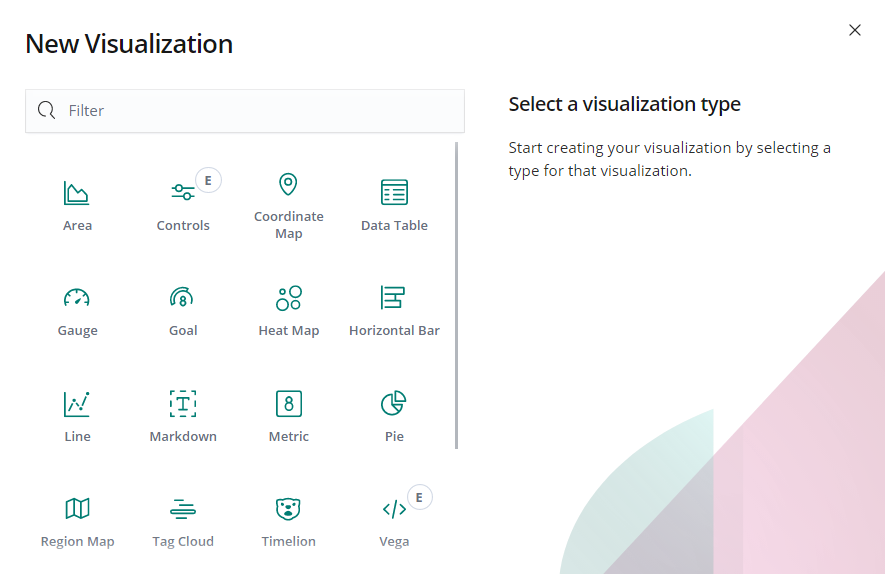 New Visualization
Filter
Select a visualization type
Start creating your visualization by selecting a
type for that visualization.
E
Area
Controls
Coordinate
Map
Data Table
8
Gauge
Goal
Heat Map
Horizontal Bar
T
8
Line
Markdown
Metric
Pie
E
Region Map
Tag Cloud
Timelion
Vega